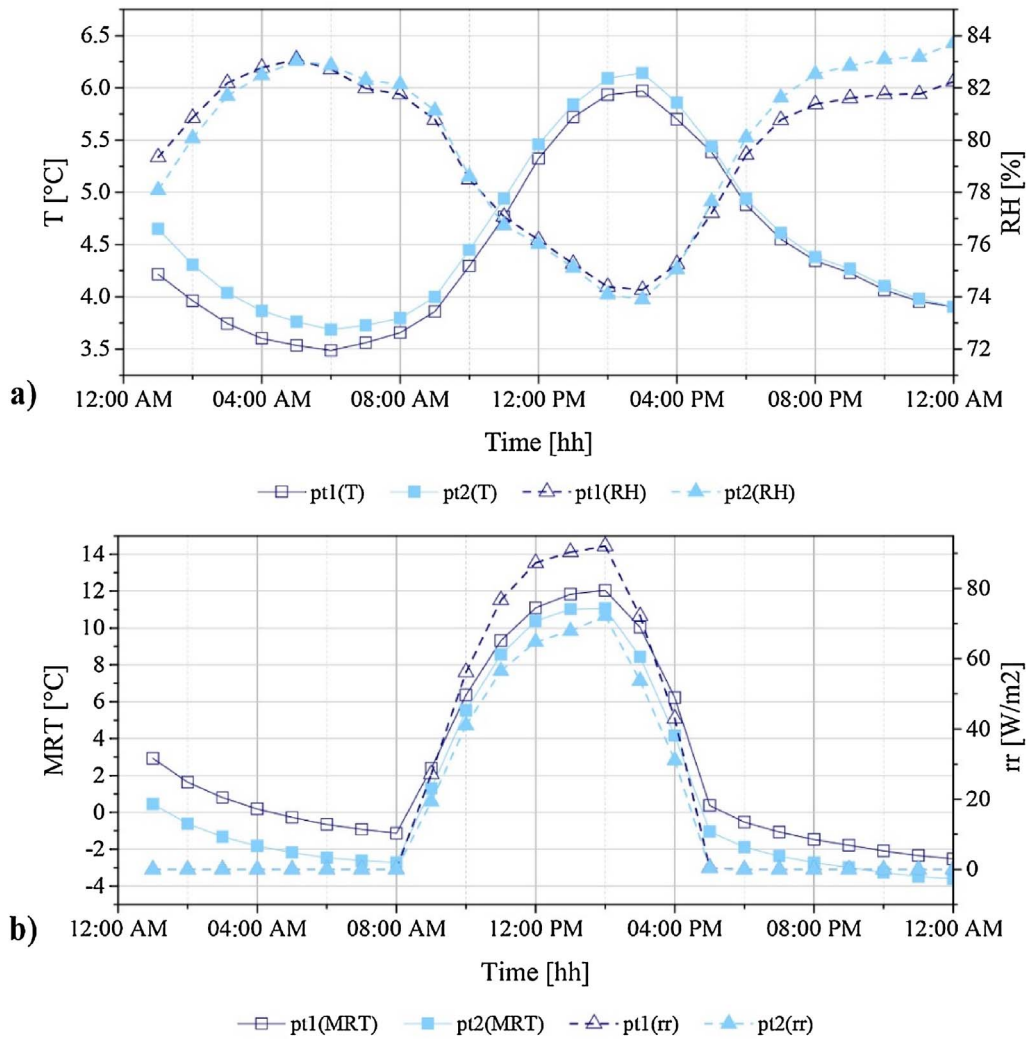 6.5
6.0
5.5
5.0
4.5
4.0
3.5
T [°C]
84
82
80
78
76
74
72
RH [%]
a)
12:00 AM 04:00 AM 08:00 AM 12:00 PM 04:00 PM 08:00 PM 12:00 AM
Time [hh]
pt1(T) pt2(T) pt1(RH) pt2(RH)
14
12
10
8
6
4
2
0
-2
-4
MRT [°C]
80
60
40
20
0
rr [W/m2]
b)
12:00 AM 04:00 AM 08:00 AM 12:00 PM 04:00 PM 08:00 PM 12:00 AM
Time [hh]
pt1(MRT) pt2(MRT) pt1(rr) pt2(rr)